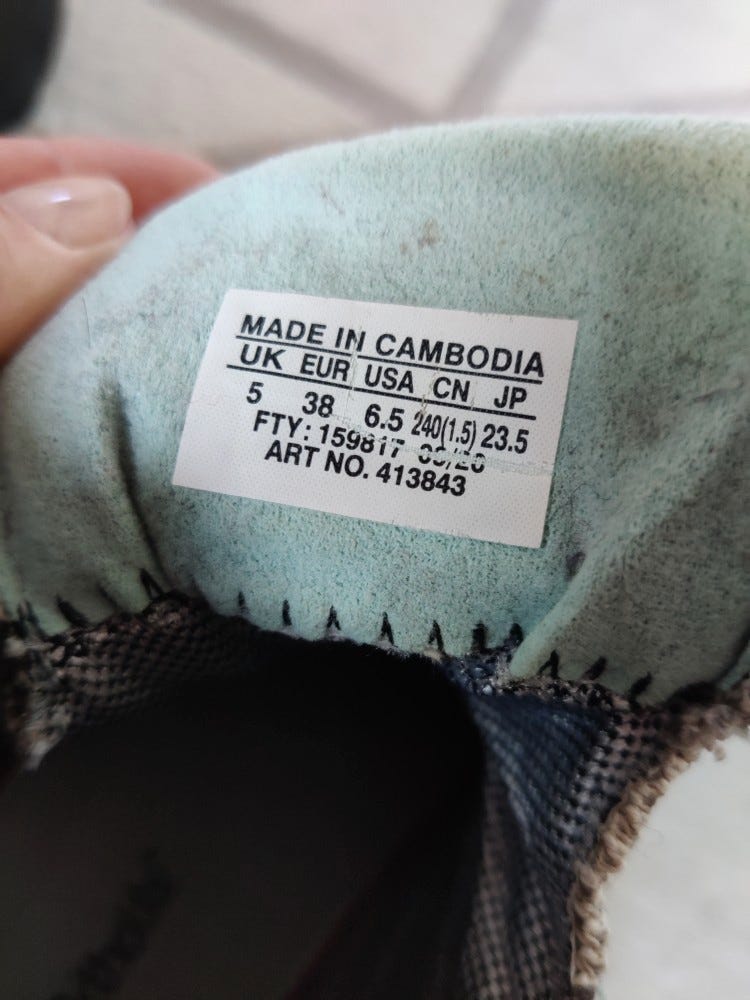 MADE IN CAMBODIA
UK EUR USA CN JP
5 38 6.5 240(1.5) 23.5
FTY: 159817
ART NO. 413843